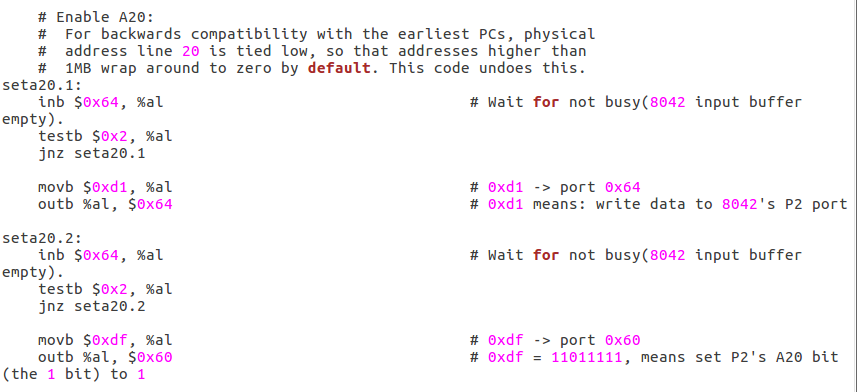 # Enable A20:
#  For backwards compatibility with the earliest PCs, physical
#  address line 20 is tied low, so that addresses higher than
#  1MB wrap around to zero by default. This code undoes this.
seta20.1:
inb $0x64, %al # Wait for not busy(8042 input buffer
empty).
testb $0x2, %al
jnz seta20.1
movb $0xd1, %al # 0xd1 -> port 0x64
outb %al, $0x64 # 0xd1 means: write data to 8042's P2 port
seta20.2:
inb $0x64, %al # Wait for not busy(8042 input buffer
empty).
testb $0x2, %al
jnz seta20.2
movb $0xdf, %al # 0xdf -> port 0x60
outb %al, $0x60 # 0xdf = 11011111, means set P2's A20 bit
(the 1 bit) to 1